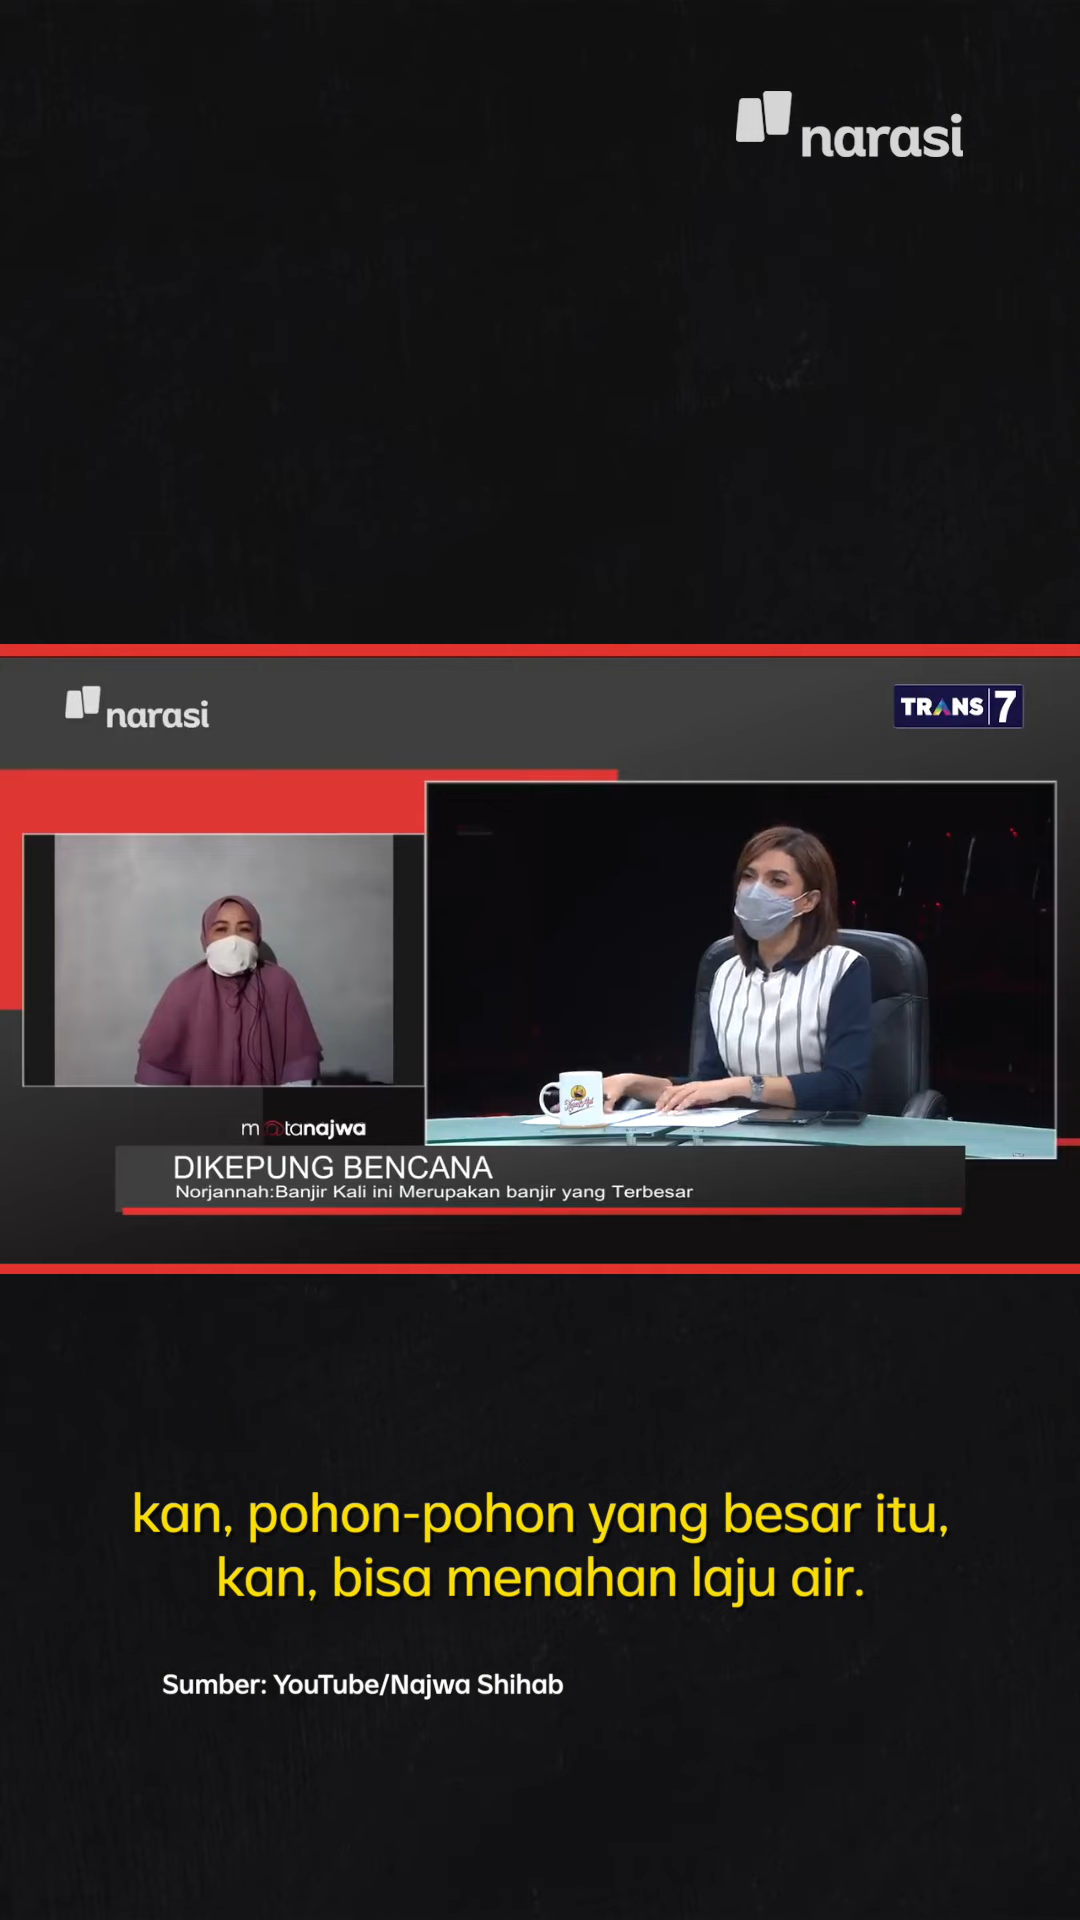 narasi
narasi
TRANS 7
matanajwa
DIKEPUNG BENCANA
Norjannah:Banjir Kali ini Merupakan banjir yang Terbesar
kan, pohon-pohon yang besar itu,
kan, bisa menahan laju air.
Sumber: YouTube/Najwa Shihab